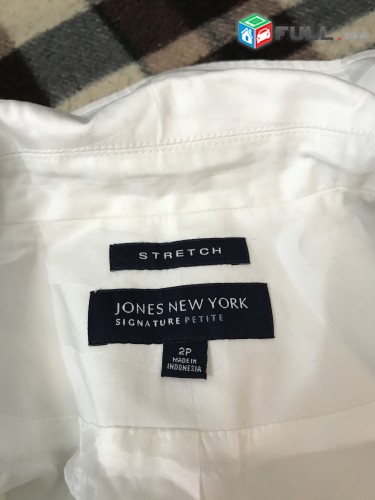 FULL
STRETCH
JONES NEW YORK
SIGNATURE PETITE
2P
MADE IN
INDONESIA